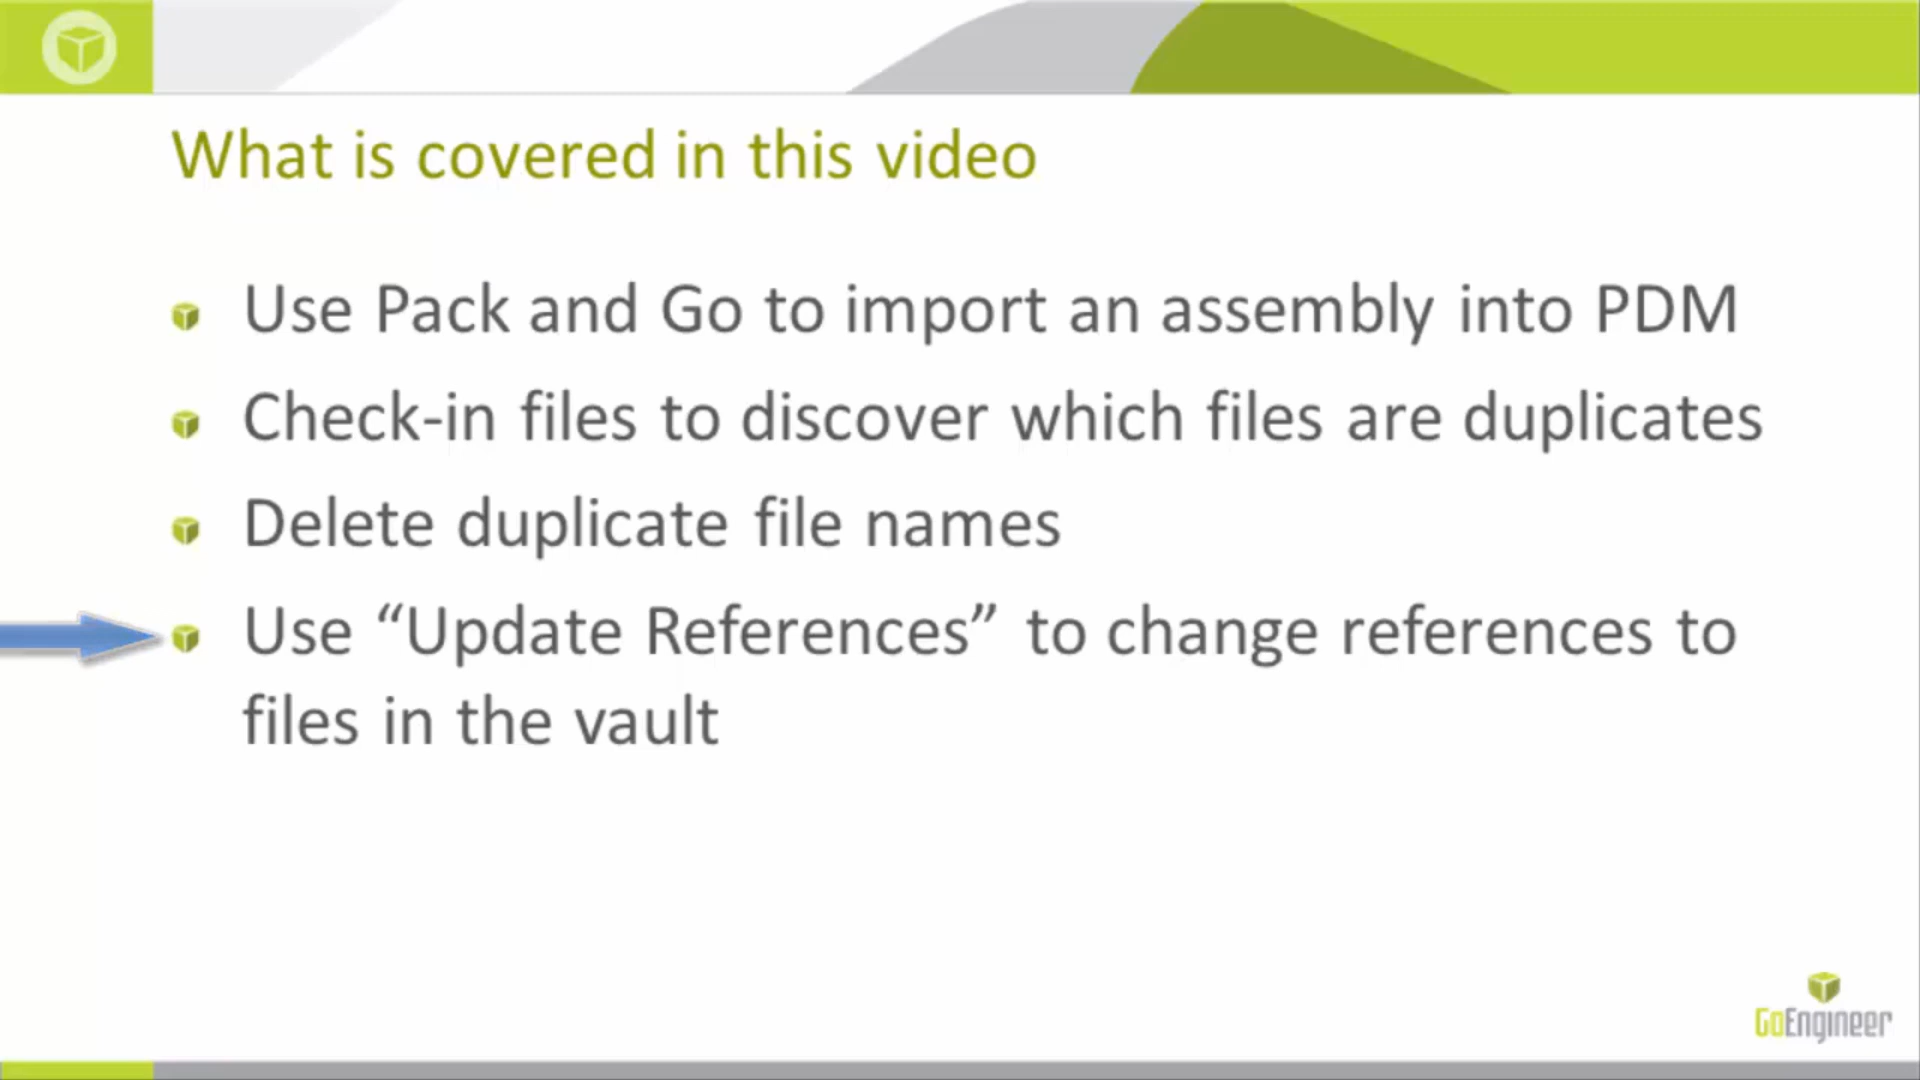 What is covered in this video
Use Pack and Go to import an assembly into PDM
Check-in files to discover which files are duplicates
Delete duplicate file names
Use “Update References” to change references to
files in the vault
GoEngineer